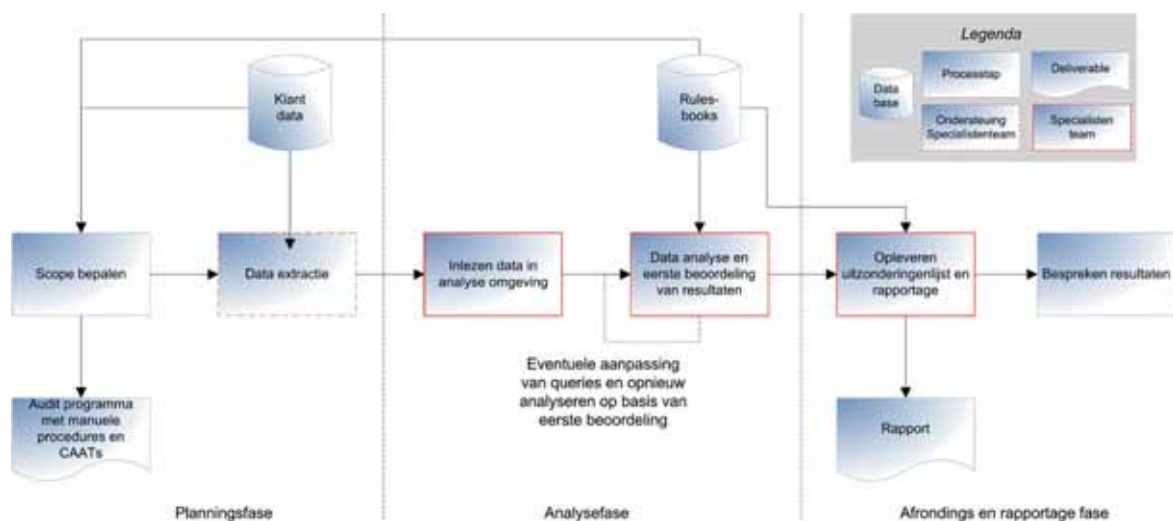 Legenda
Klant
data
Rules-
books
Data
base
Processtap
Deliverable
Ondersteuing
Specialistenteam
Specialisten
team
Scope bepalen
Data extractie
Inlezen data in
analyse omgeving
Data analyse en
eerste beoordeling
van resultaten
Opleveren
uitzonderingenlijst en
rapportage
Bespreken resultaten
Eventuele aanpassing
van queries en opnieuw
analyseren op basis van
eerste beoordeling
Audit programma
met manuele
procedures en
CAATs
Rapport
Planningsfase
Analysefase
Afrondings en rapportage fase